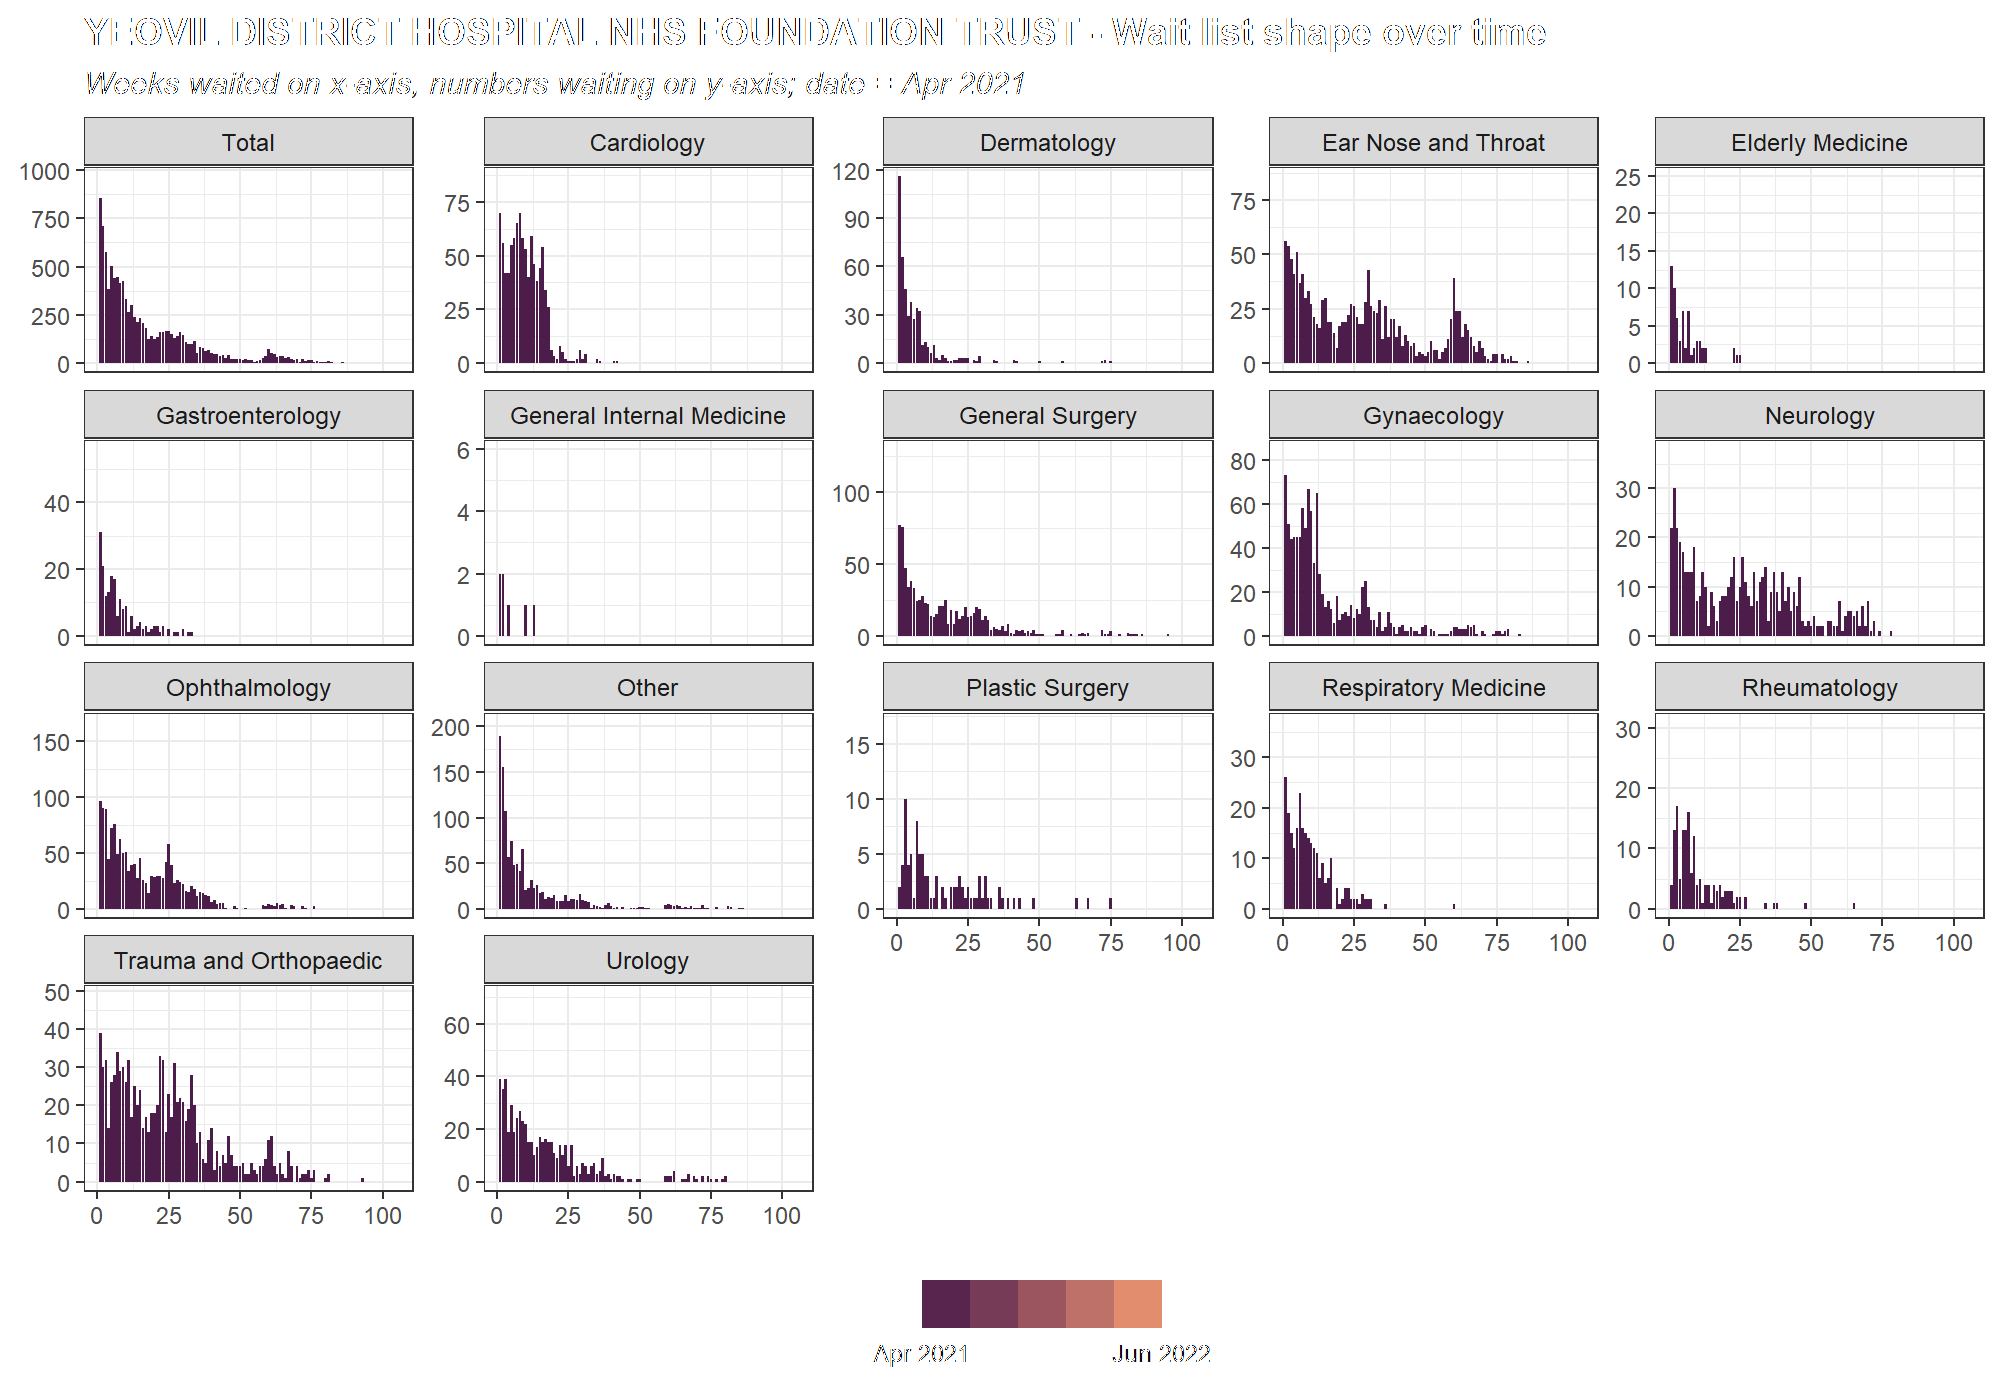 YEOVIL DISTRICT HOSPITAL NHS FOUNDATION TRUST - Wait list shape over time
Weeks waited on x-axis, numbers waiting on y-axis; date = Apr 2021
Total
Cardiology
Dermatology
Ear Nose and Throat
Elderly Medicine
1000
750
500
250
0
75
50
25
0
120
90
60
30
0
75
50
25
0
25
20
15
10
5
0
Gastroenterology
General Internal Medicine
General Surgery
Gynaecology
Neurology
40
20
0
6
4
2
0
100
50
0
80
60
40
20
0
30
20
10
0
Ophthalmology
Other
Plastic Surgery
Respiratory Medicine
Rheumatology
150
100
50
0
200
150
100
50
0
15
10
5
0
30
20
10
0
30
20
10
0
0 25 50 75 100
0 25 50 75 100
0 25 50 75 100
Trauma and Orthopaedic
Urology
50
40
30
20
10
0
60
40
20
0
0 25 50 75 100
0 25 50 75 100
Apr 2021
Jun 2022